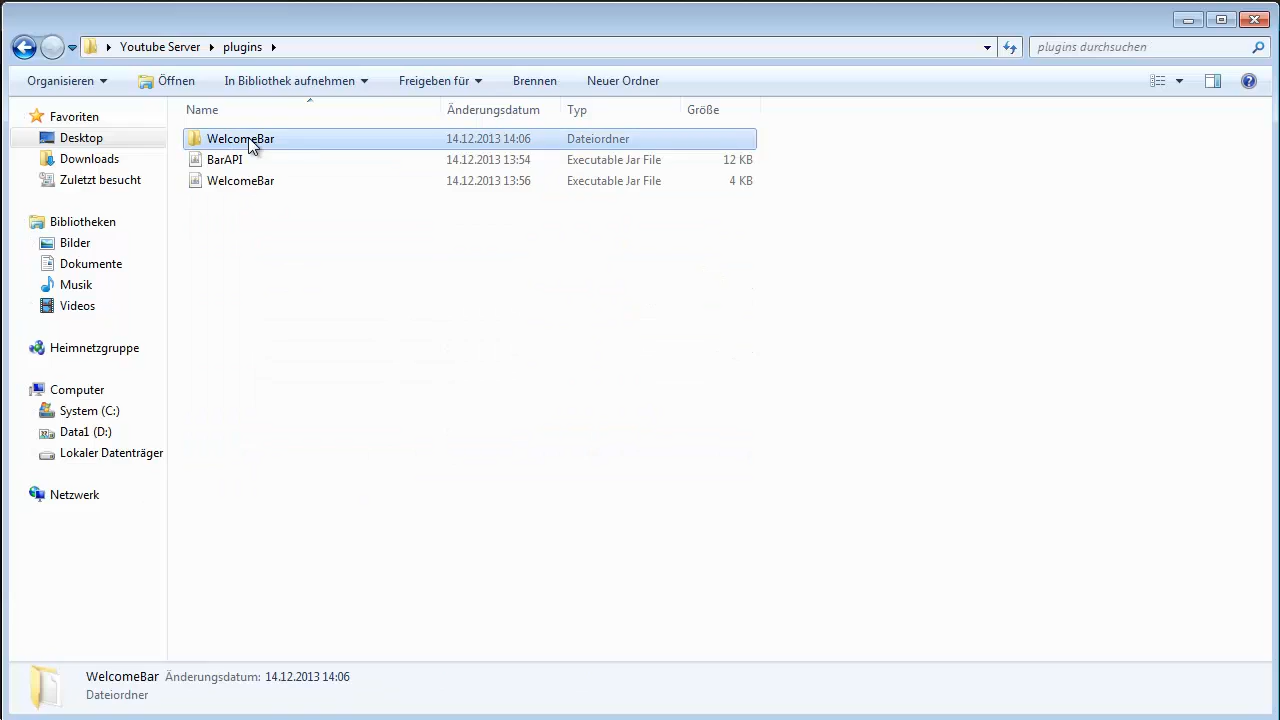 Youtube Server plugins
plugins durchsuchen
Organisieren Öffnen In Bibliothek aufnehmen Freigeben für Brennen Neuer Ordner
Name Änderungsdatum Typ Größe
WelcomeBar 14.12.2013 14:06 Dateiordner
BarAPI 14.12.2013 13:54 Executable Jar File 12 KB
WelcomeBar 14.12.2013 13:56 Executable Jar File 4 KB
Favoriten
Desktop
Downloads
Zuletzt besucht
Bibliotheken
Bilder
Dokumente
Musik
Videos
Heimnetzgruppe
Computer
System (C:)
Data1 (D:)
Lokaler Datenträger
Netzwerk
WelcomeBar Änderungsdatum: 14.12.2013 14:06
Dateiordner